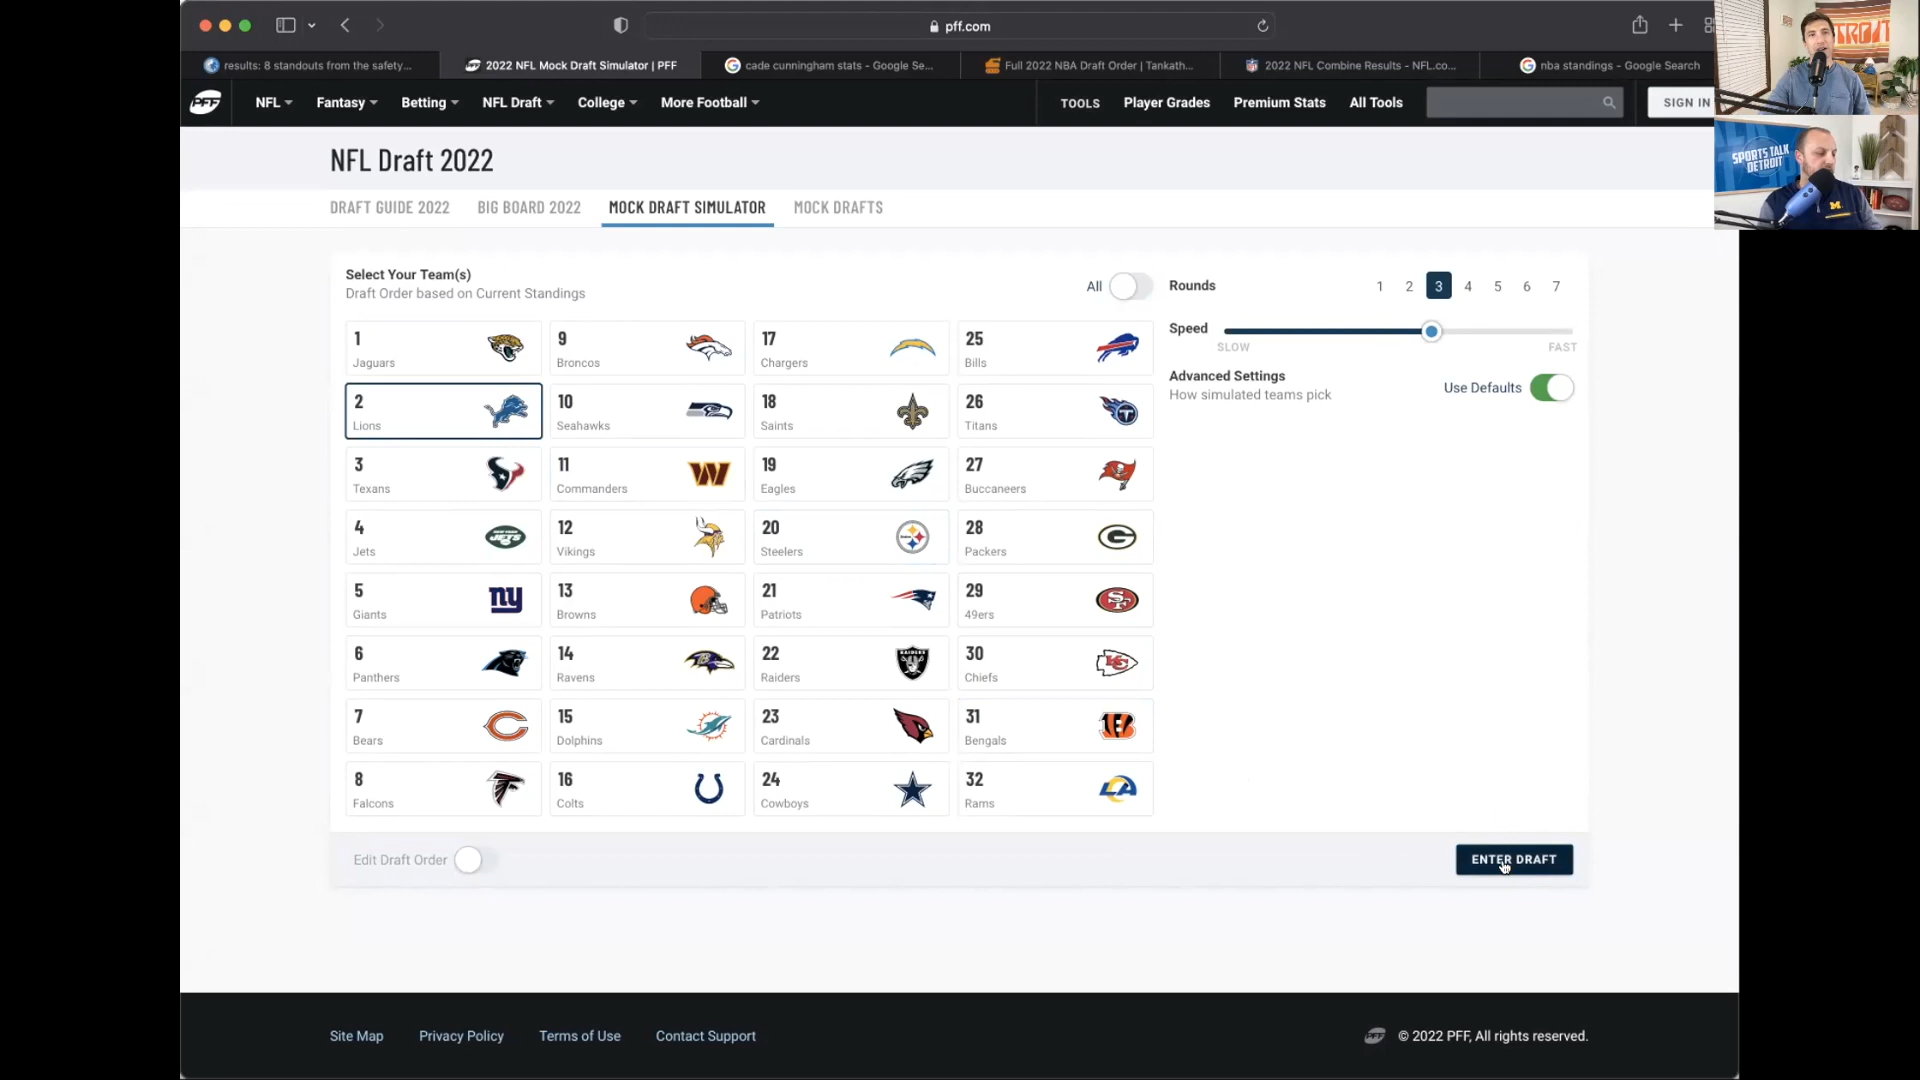 pff.com
results: 8 standouts from the safety...
2022 NFL Mock Draft Simulator | PFF
cade cunningham stats - Google Se...
Full 2022 NBA Draft Order | Tankath...
2022 NFL Combine Results - NFL.co...
nba standings - Google Search
PFF
NFL
Fantasy
Betting
NFL Draft
College
More Football
TOOLS
Player Grades
Premium Stats
All Tools
SIGN IN
SPORTS TALK
DETROIT
NFL Draft 2022
DRAFT GUIDE 2022
BIG BOARD 2022
MOCK DRAFT SIMULATOR
MOCK DRAFTS
Select Your Team(s)
Draft Order based on Current Standings
All
1
Jaguars
2
Lions
3
Texans
4
Jets
5
Giants
6
Panthers
7
Bears
8
Falcons
9
Broncos
10
Seahawks
11
Commanders
12
Vikings
13
Browns
14
Ravens
15
Dolphins
16
Colts
17
Chargers
18
Saints
19
Eagles
20
Steelers
21
Patriots
22
Raiders
23
Cardinals
24
Cowboys
25
Bills
26
Titans
27
Buccaneers
28
Packers
29
49ers
30
Chiefs
31
Bengals
32
Rams
Rounds
1 2 3 4 5 6 7
Speed
SLOW
FAST
Advanced Settings
How simulated teams pick
Use Defaults
Edit Draft Order
ENTER DRAFT
Site Map
Privacy Policy
Terms of Use
Contact Support
© 2022 PFF, All rights reserved.